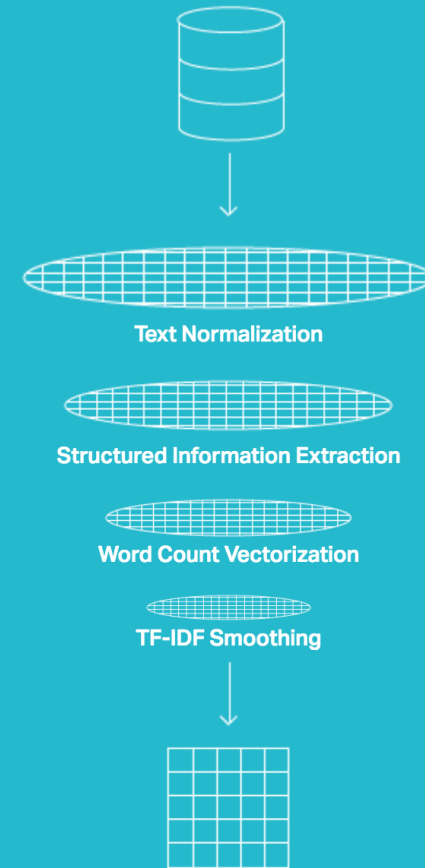 Text Normalization
Structured Information Extraction
Word Count Vectorization
TF-IDF Smoothing